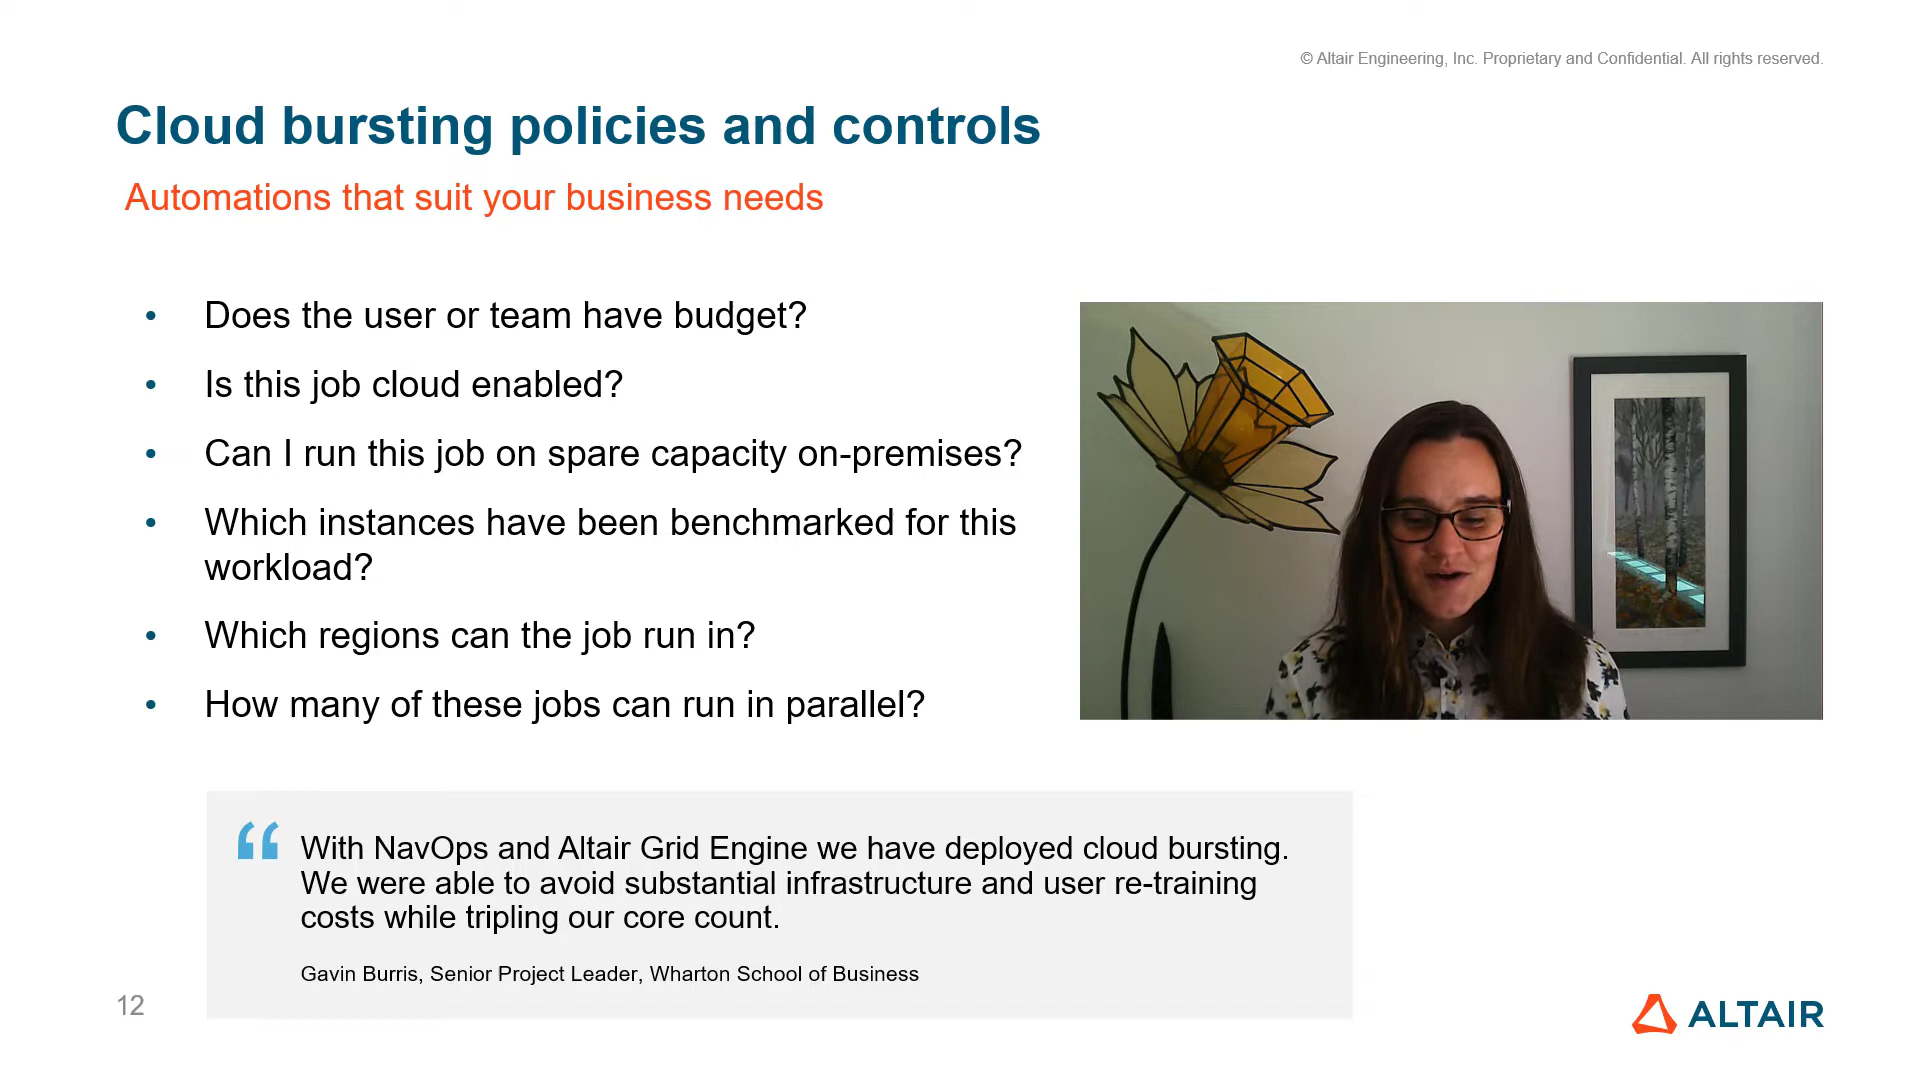 © Altair Engineering, Inc. Proprietary and Confidential. All rights reserved.
Cloud bursting policies and controls
Automations that suit your business needs
• Does the user or team have budget?
• Is this job cloud enabled?
• Can I run this job on spare capacity on-premises?
• Which instances have been benchmarked for this
workload?
• Which regions can the job run in?
• How many of these jobs can run in parallel?
“ With NavOps and Altair Grid Engine we have deployed cloud bursting.
We were able to avoid substantial infrastructure and user re-training
costs while tripling our core count.
Gavin Burris, Senior Project Leader, Wharton School of Business
12
ALTAIR